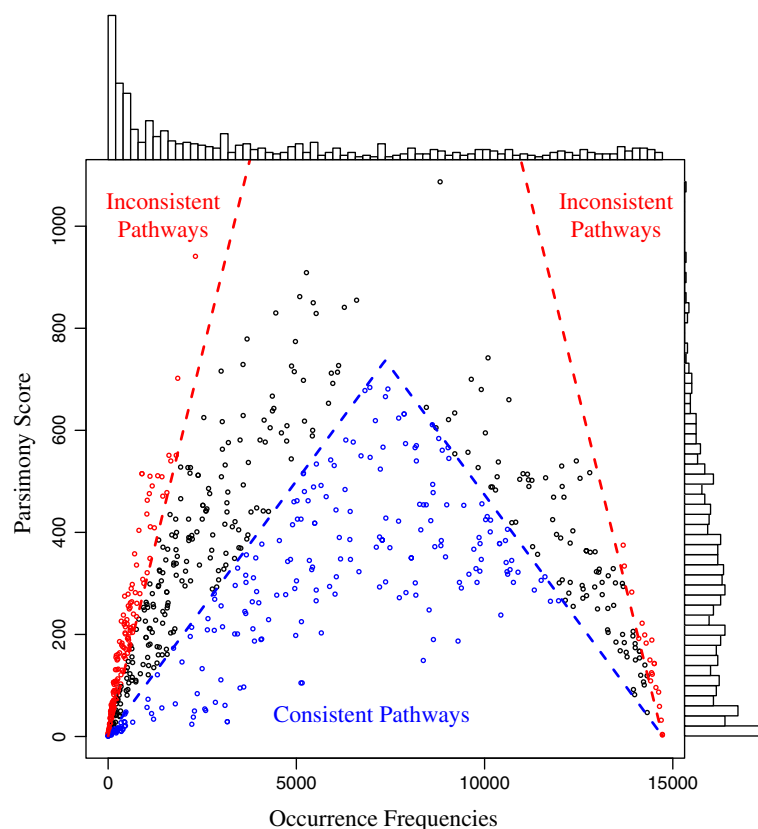 Inconsistent
Pathways
Inconsistent
Pathways
1000
800
600
400
200
0
Parsimony Score
Consistent Pathways
0
5000
10000
15000
Occurrence Frequencies